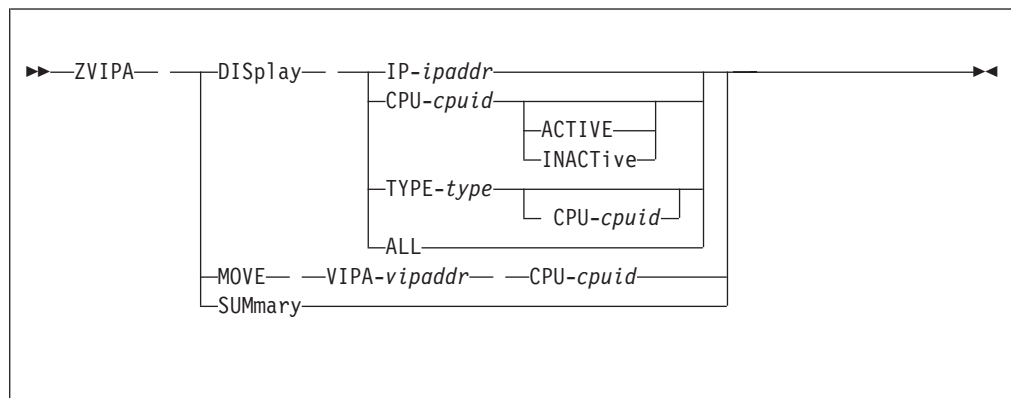 ZVIPA DISplay IP-ipaddr
CPU-cpuid
ACTIVE
INACTive
TYPE-type
CPU-cpuid
ALL
MOVE VIPA-vipaddr CPU-cpuid
SUMmary